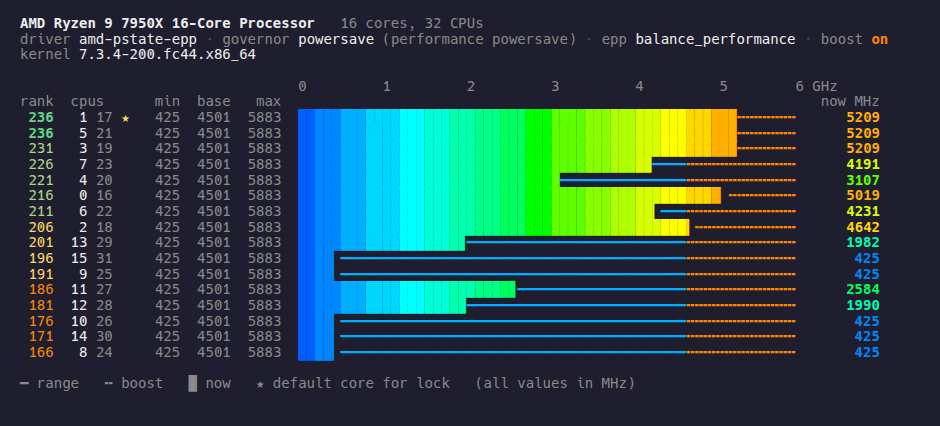 AMD Ryzen 9 7950X 16-Core Processor 16 cores, 32 CPUs
driver amd-pstate-epp · governor powersave (performance powersave) · epp balance_performance · boost on
kernel 7.3.4-200.fc44.x86_64
0 1 2 3 4 5 6 GHz
rank cpus min base max now MHz
236 1 17 ★ 425 4501 5883 5209
236 5 21 425 4501 5883 5209
231 3 19 425 4501 5883 5209
226 7 23 425 4501 5883 4191
221 4 20 425 4501 5883 3107
216 0 16 425 4501 5883 5019
211 6 22 425 4501 5883 4231
206 2 18 425 4501 5883 4642
201 13 29 425 4501 5883 1982
196 15 31 425 4501 5883 425
191 9 25 425 4501 5883 425
186 11 27 425 4501 5883 2584
181 12 28 425 4501 5883 1990
176 10 26 425 4501 5883 425
171 14 30 425 4501 5883 425
166 8 24 425 4501 5883 425
━ range ╍ boost █ now ★ default core for lock (all values in MHz)